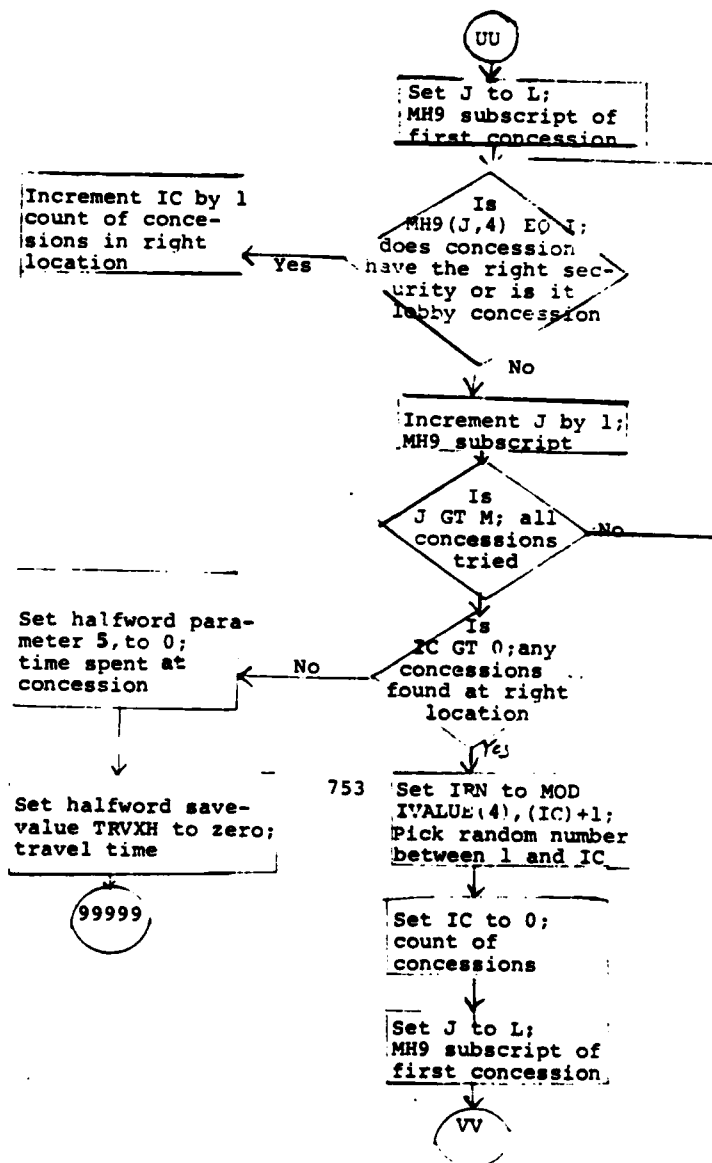 UU
Set J to L;
MH9 subscript of
first concession
Is
MH9(J,4) EQ I;
does concession
have the right sec-
urity or is it
lobby concession
Increment IC by 1
count of conces-
sions in right
location
Yes
No
Increment J by 1;
MH9 subscript
Is
J GT M; all
concessions
tried
No
Is
IC GT 0;any
concessions
found at right
location
No
Set halfword para-
meter 5,to 0;
time spent at
concession
Yes
Set halfword save-
value TRVXH to zero;
travel time
99999
753
Set IRN to MOD
IVALUE(4),(IC)+1;
Pick random number
between 1 and IC
Set IC to 0;
count of
concessions
Set J to L;
MH9 subscript of
first concession
VV